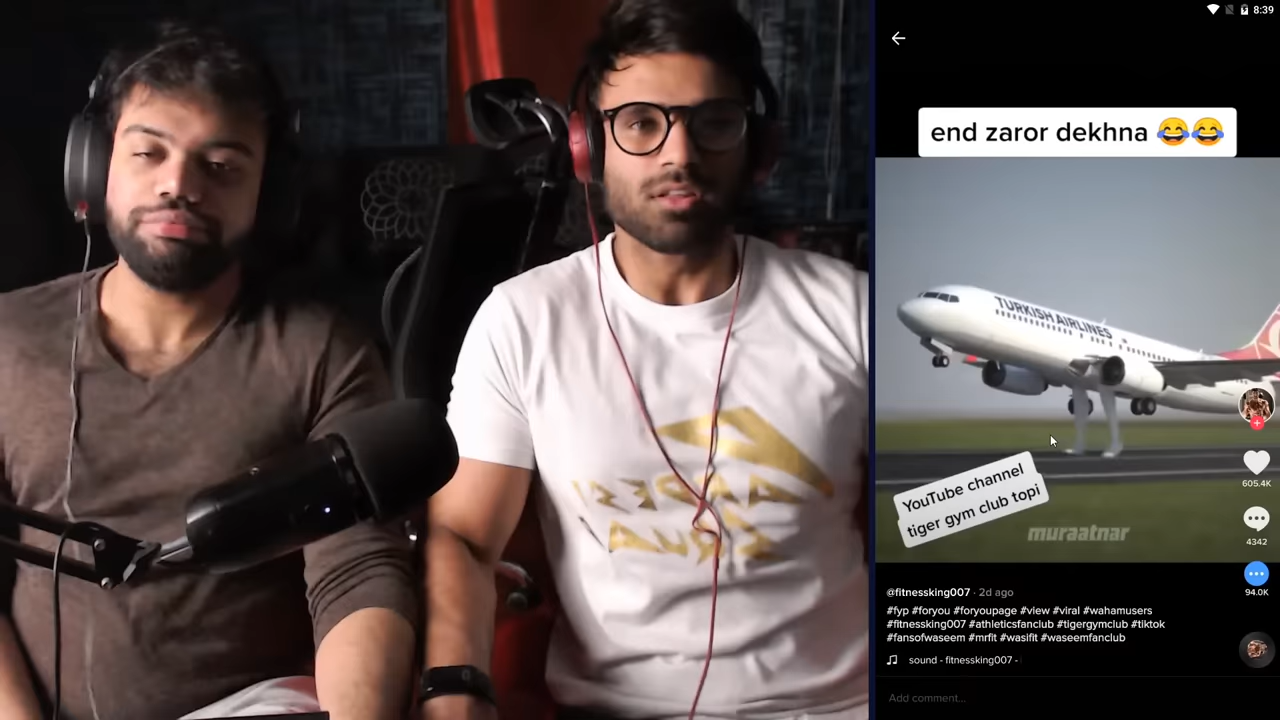 8:39
end zaror dekhna 😂😂
TURKISH AIRLINES
YouTube channel
tiger gym club topi
muraatnar
605.4K
4342
94.0K
@fitnessking007 · 2d ago
#fyp #foryou #foryoupage #view #viral #wahamusers
#fitnessking007 #athleticsfanclub #tigergymclub #tiktok
#fansofwaseem #mrfit #wasifit #waseemfanclub
sound - fitnessking007 -
Add comment...